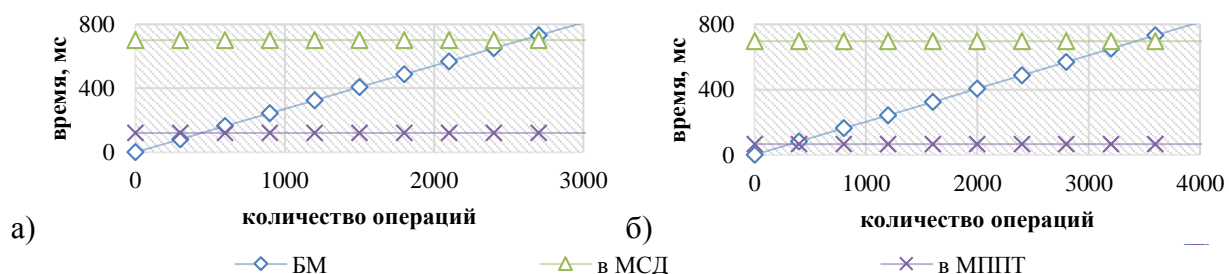 время, мс
800
400
0
0
1000
2000
3000
количество операций
а)
время, мс
800
400
0
0
1000
2000
3000
4000
количество операций
б)
БМ
в МСД
в МППТ